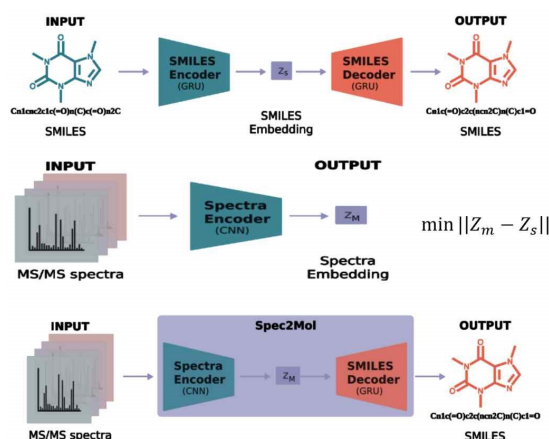 INPUT
OUTPUT
SMILES
Encoder
(GRU)
Zs
SMILES
Decoder
(GRU)
Cn1cnc2c1c(=O)n(C)c(=O)n2C
SMILES
SMILES
Embedding
Cn1c(=O)c2c(ncn2C)n(C)c1=O
SMILES
INPUT
OUTPUT
Spectra
Encoder
(CNN)
ZM
min ||Zm − Zs||
MS/MS spectra
Spectra
Embedding
INPUT
Spec2Mol
OUTPUT
Spectra
Encoder
(CNN)
ZM
SMILES
Decoder
(GRU)
MS/MS spectra
Cn1c(=O)c2c(ncn2C)n(C)c1=O
SMILES